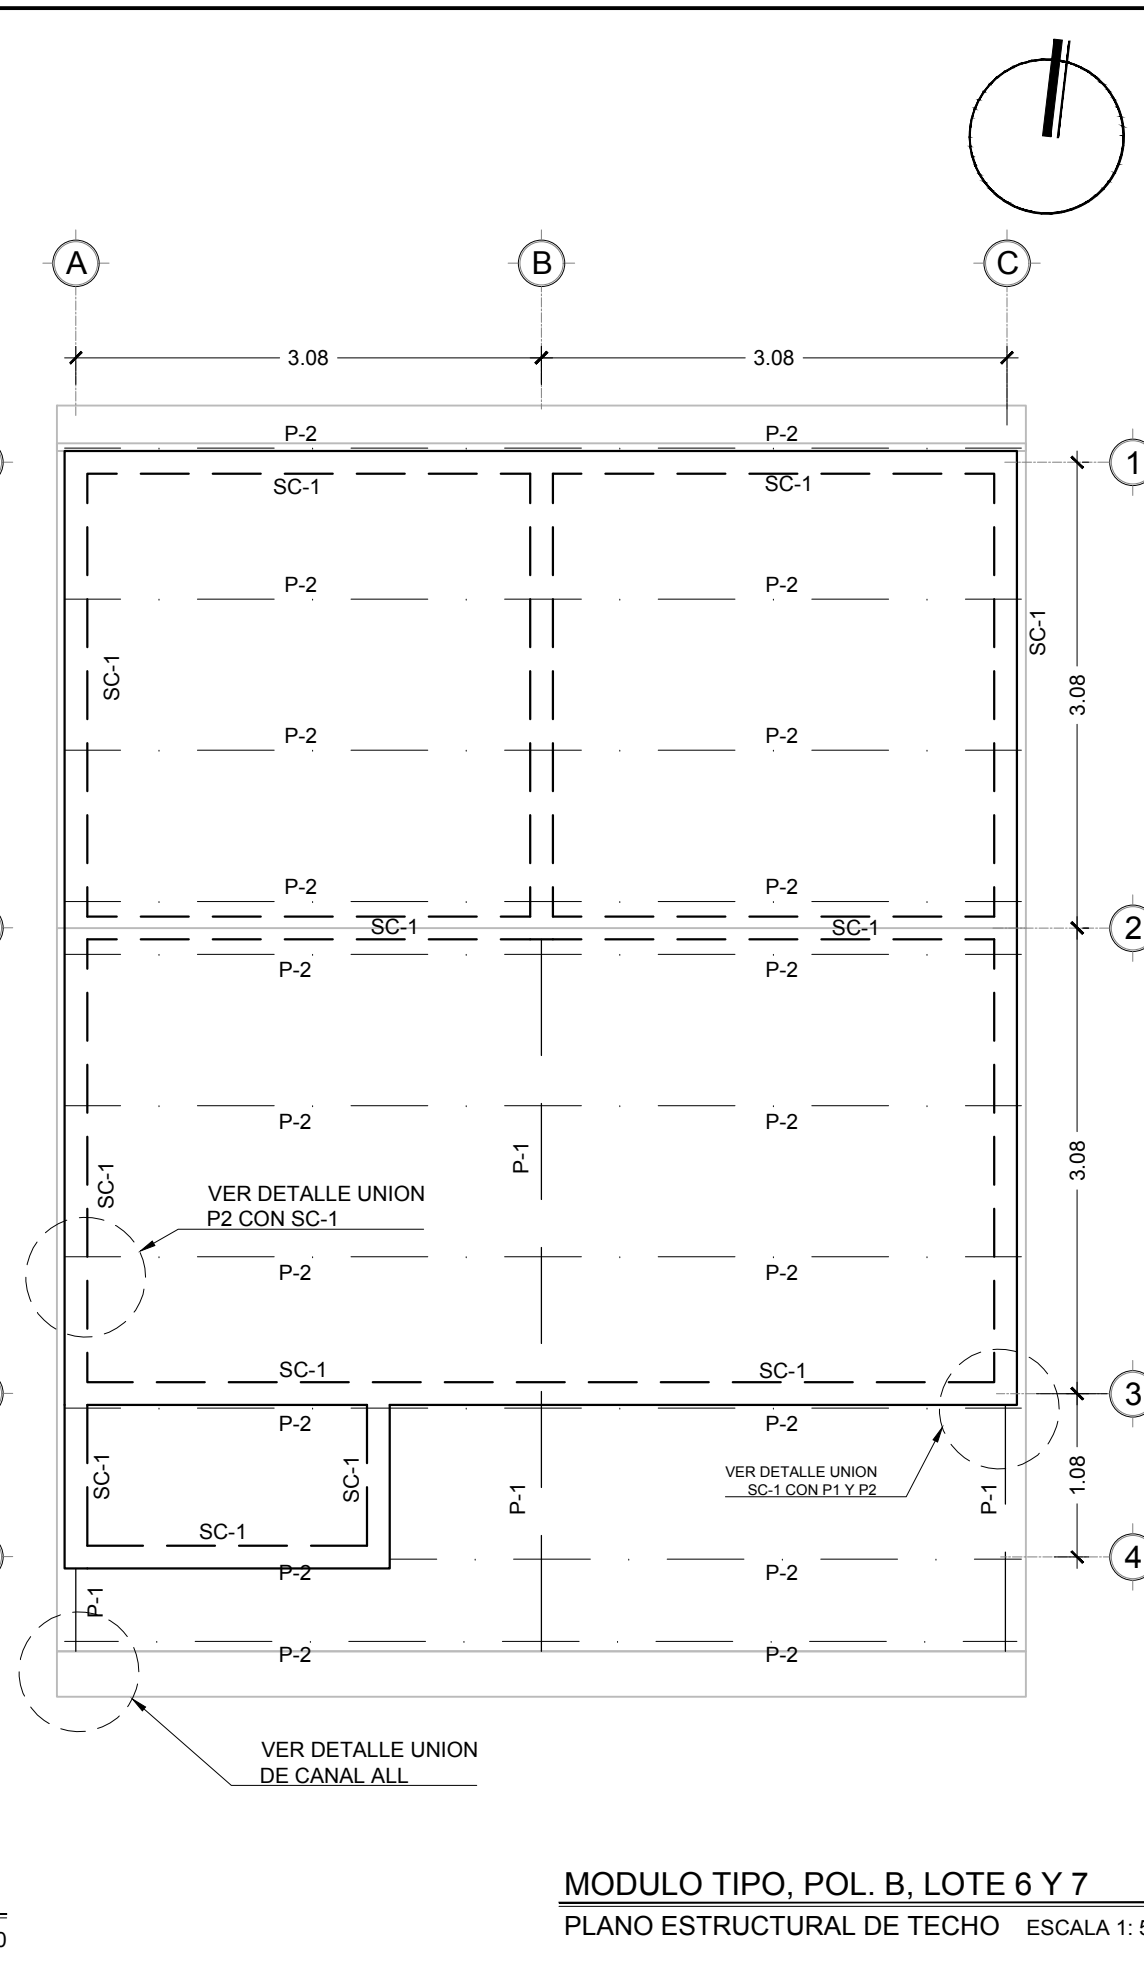 A
B
C
3.08
3.08
P-2
P-2
1
SC-1
SC-1
P-2
P-2
SC-1
SC-1
3.08
P-2
P-2
P-2
P-2
SC-1
SC-1
2
P-2
P-2
P-2
P-2
P-1
3.08
SC-1
VER DETALLE UNION
P2 CON SC-1
P-2
P-2
SC-1
SC-1
3
P-2
P-2
SC-1
SC-1
P-1
VER DETALLE UNION
SC-1 CON P1 Y P2
P-1
1.08
SC-1
4
P-2
P-2
P-1
P-2
P-2
VER DETALLE UNION
DE CANAL ALL
MODULO TIPO, POL. B, LOTE 6 Y 7
PLANO ESTRUCTURAL DE TECHO ESCALA 1: 5
0